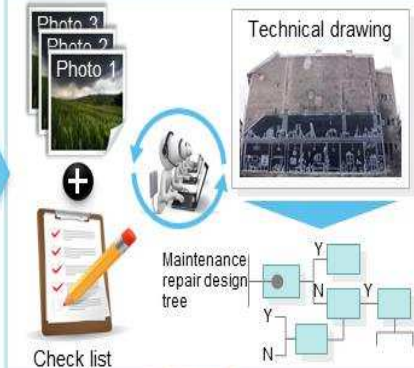 Photo 3
Photo 2
Photo 1
Technical drawing
Maintenance
repair design
tree
Y
N
Y
Y
N
Check list